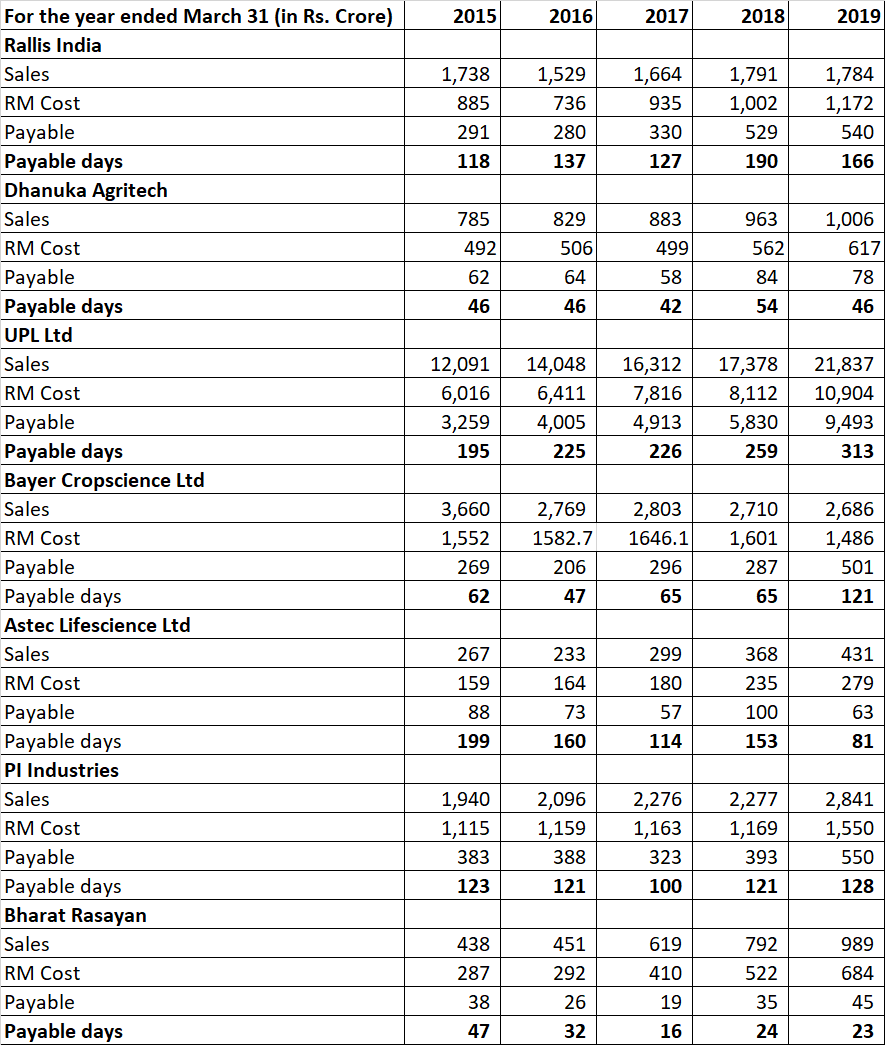 For the year ended March 31 (in Rs. Crore) 2015 2016 2017 2018 2019
Rallis India
Sales 1,738 1,529 1,664 1,791 1,784
RM Cost 885 736 935 1,002 1,172
Payable 291 280 330 529 540
Payable days 118 137 127 190 166
Dhanuka Agritech
Sales 785 829 883 963 1,006
RM Cost 492 506 499 562 617
Payable 62 64 58 84 78
Payable days 46 46 42 54 46
UPL Ltd
Sales 12,091 14,048 16,312 17,378 21,837
RM Cost 6,016 6,411 7,816 8,112 10,904
Payable 3,259 4,005 4,913 5,830 9,493
Payable days 195 225 226 259 313
Bayer Cropscience Ltd
Sales 3,660 2,769 2,803 2,710 2,686
RM Cost 1,552 1582.7 1646.1 1,601 1,486
Payable 269 206 296 287 501
Payable days 62 47 65 65 121
Astec Lifescience Ltd
Sales 267 233 299 368 431
RM Cost 159 164 180 235 279
Payable 88 73 57 100 63
Payable days 199 160 114 153 81
PI Industries
Sales 1,940 2,096 2,276 2,277 2,841
RM Cost 1,115 1,159 1,163 1,169 1,550
Payable 383 388 323 393 550
Payable days 123 121 100 121 128
Bharat Rasayan
Sales 438 451 619 792 989
RM Cost 287 292 410 522 684
Payable 38 26 19 35 45
Payable days 47 32 16 24 23